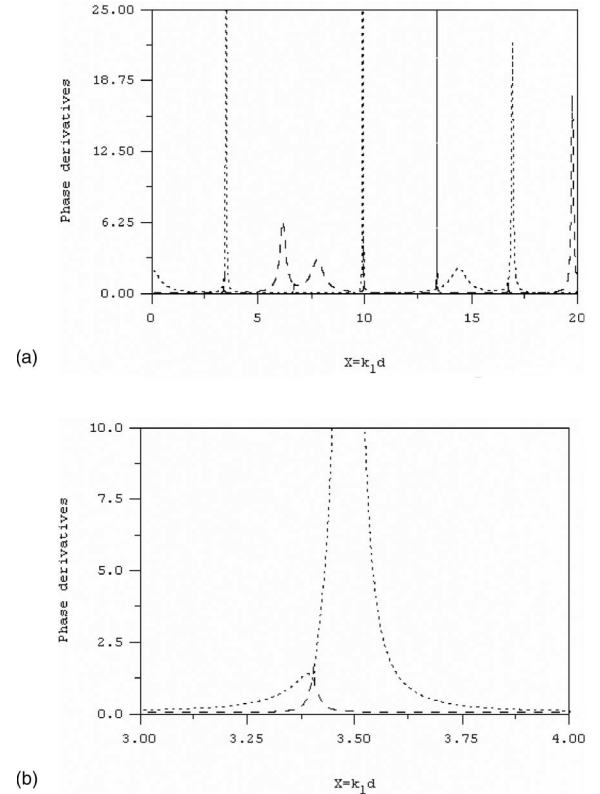 25.00
18.75
12.50
6.25
0.00
Phase derivatives
0 5 10 15 20
X=k₁d
(a)
10.0
7.5
5.0
2.5
0.0
Phase derivatives
3.00 3.25 3.50 3.75 4.00
X=k₁d
(b)